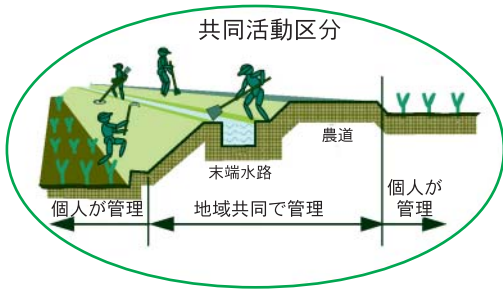 共同活動区分
農道
末端水路
個人が管理
地域共同で管理
個人が
管理